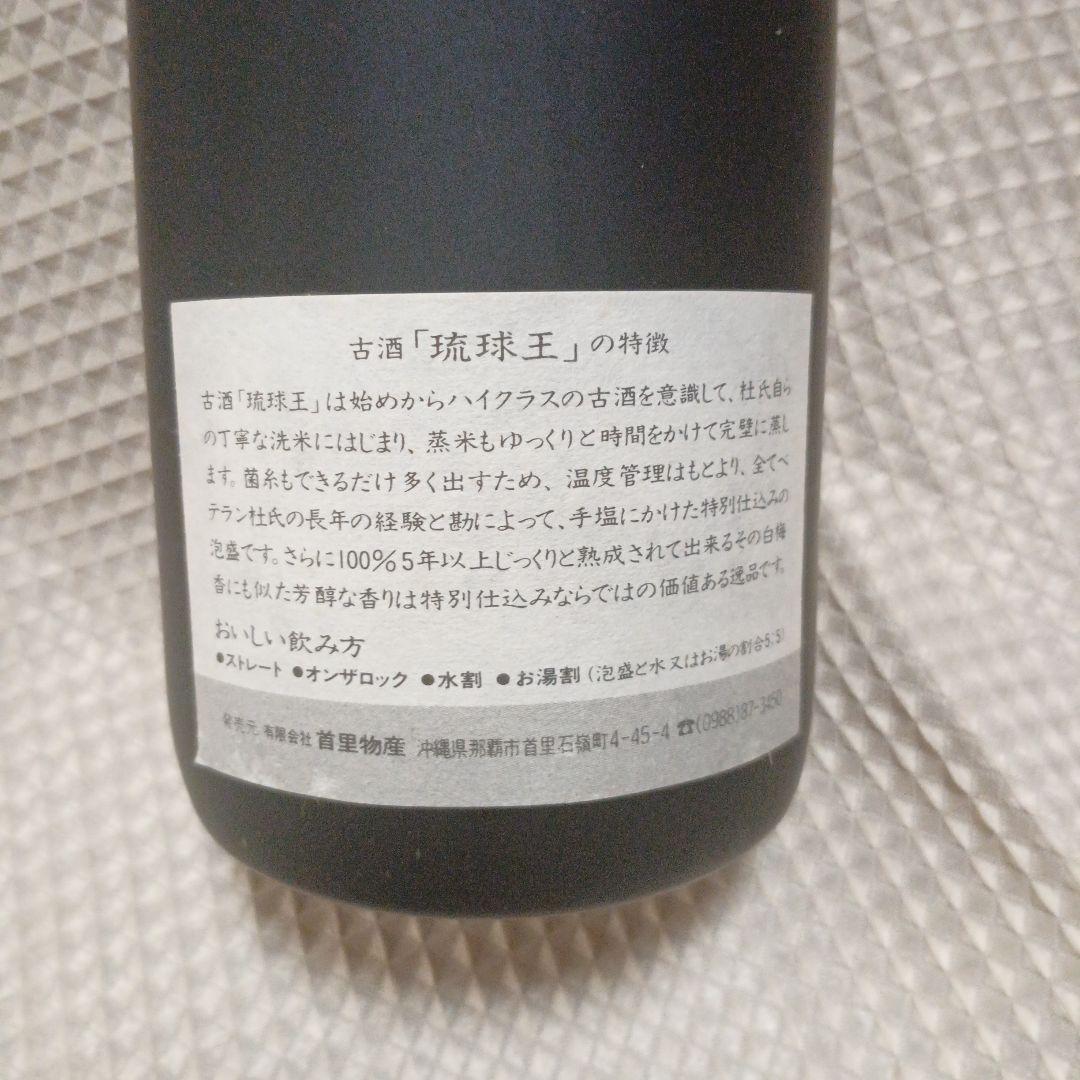 古酒「琉球王」の特徴
古酒「琉球王」は始めからハイクラスの古酒を意識して、杜氏自ら
の丁寧な洗米にはじまり、蒸米もゆっくりと時間をかけて完璧に蒸し
ます。菌糸もできるだけ多く出すため、温度管理はもとより、全てベ
テラン杜氏の長年の経験と勘によって、手塩にかけた特別仕込みの
泡盛です。さらに100%5年以上じっくりと熟成されて出来るその白梅
香にも似た芳醇な香りは特別仕込みならではの価値ある逸品です。
おいしい飲み方
●ストレート ●オンザロック ●水割 ●お湯割(泡盛と水又はお湯の割合5:5)
発売元 有限会社 首里物産 沖縄県那覇市首里石嶺町4-45-4 ☎(0988)87-3450